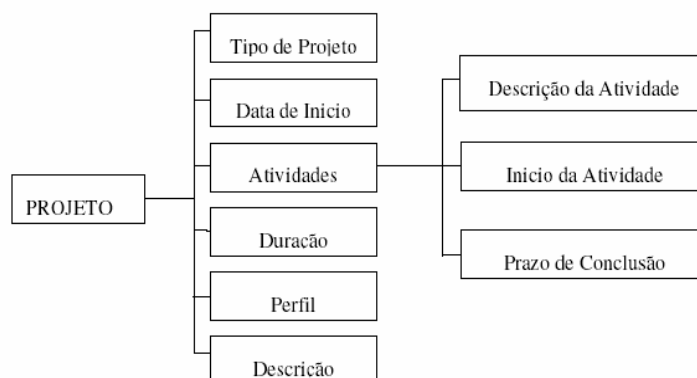 Tipo de Projeto
Data de Inicio
Atividades
PROJETO
Duração
Perfil
Descrição
Descrição da Atividade
Inicio da Atividade
Prazo de Conclusão